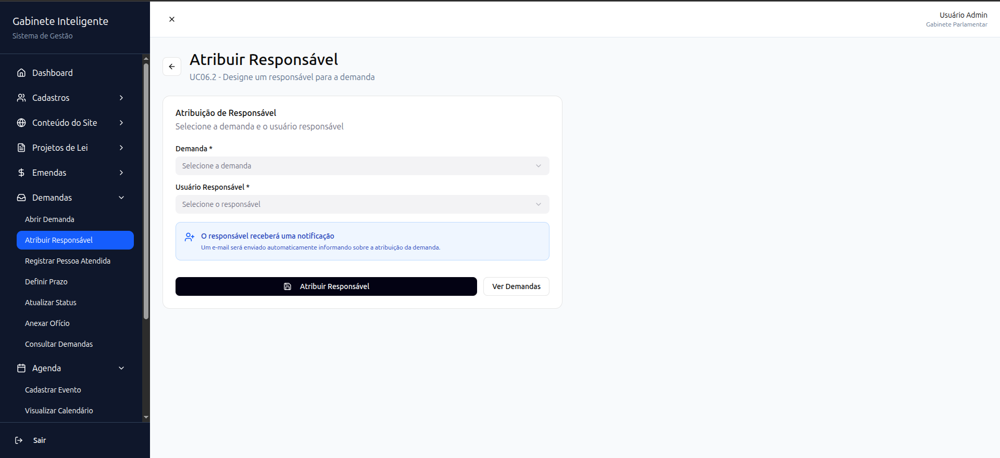 Gabinete Inteligente
Sistema de Gestão
Dashboard
Cadastros
Conteúdo do Site
Projetos de Lei
Emendas
Demandas
Abrir Demanda
Atribuir Responsável
Registrar Pessoa Atendida
Definir Prazo
Atualizar Status
Anexar Ofício
Consultar Demandas
Agenda
Cadastrar Evento
Visualizar Calendário
Sair
Usuário Admin
Gabinete Parlamentar
Atribuir Responsável
UC06.2 - Designe um responsável para a demanda
Atribuição de Responsável
Selecione a demanda e o usuário responsável
Demanda *
Selecione a demanda
Usuário Responsável *
Selecione o responsável
O responsável receberá uma notificação
Um e-mail será enviado automaticamente informando sobre a atribuição da demanda.
Atribuir Responsável
Ver Demandas